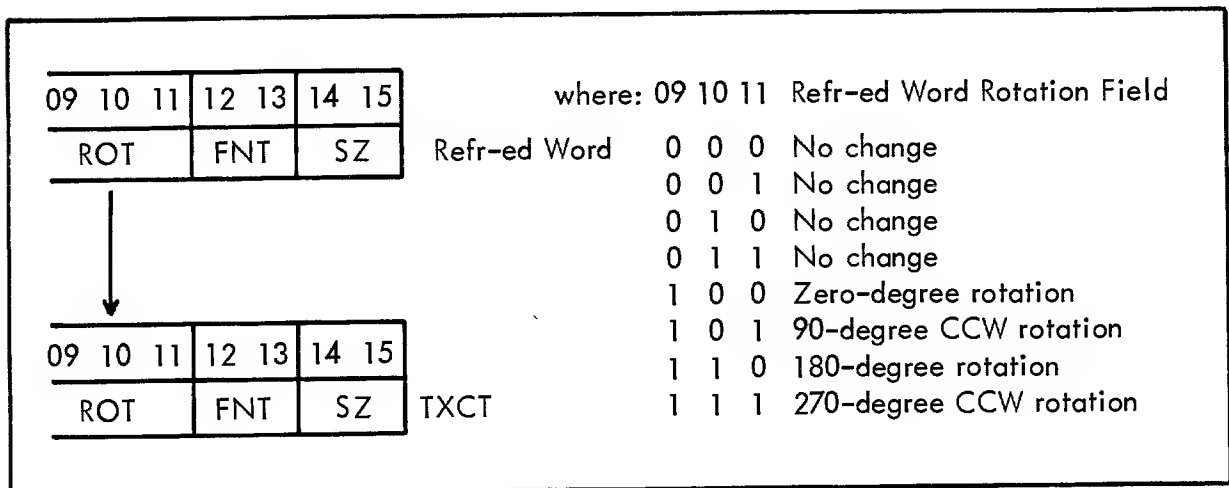 09 10 11 12 13 14 15
ROT FNT SZ Refr-ed Word
09 10 11 12 13 14 15
ROT FNT SZ TXCT
where: 09 10 11 Refr-ed Word Rotation Field
0 0 0 No change
0 0 1 No change
0 1 0 No change
0 1 1 No change
1 0 0 Zero-degree rotation
1 0 1 90-degree CCW rotation
1 1 0 180-degree rotation
1 1 1 270-degree CCW rotation